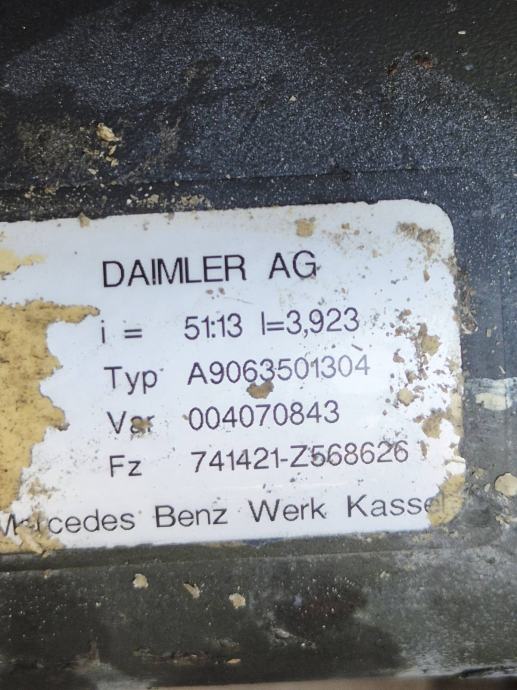 DAIMLER AG
i = 51:13 I=3,923
Typ A9063501304
Var 004070843
Fz 741421-Z568626
Mercedes Benz Werk Kassel